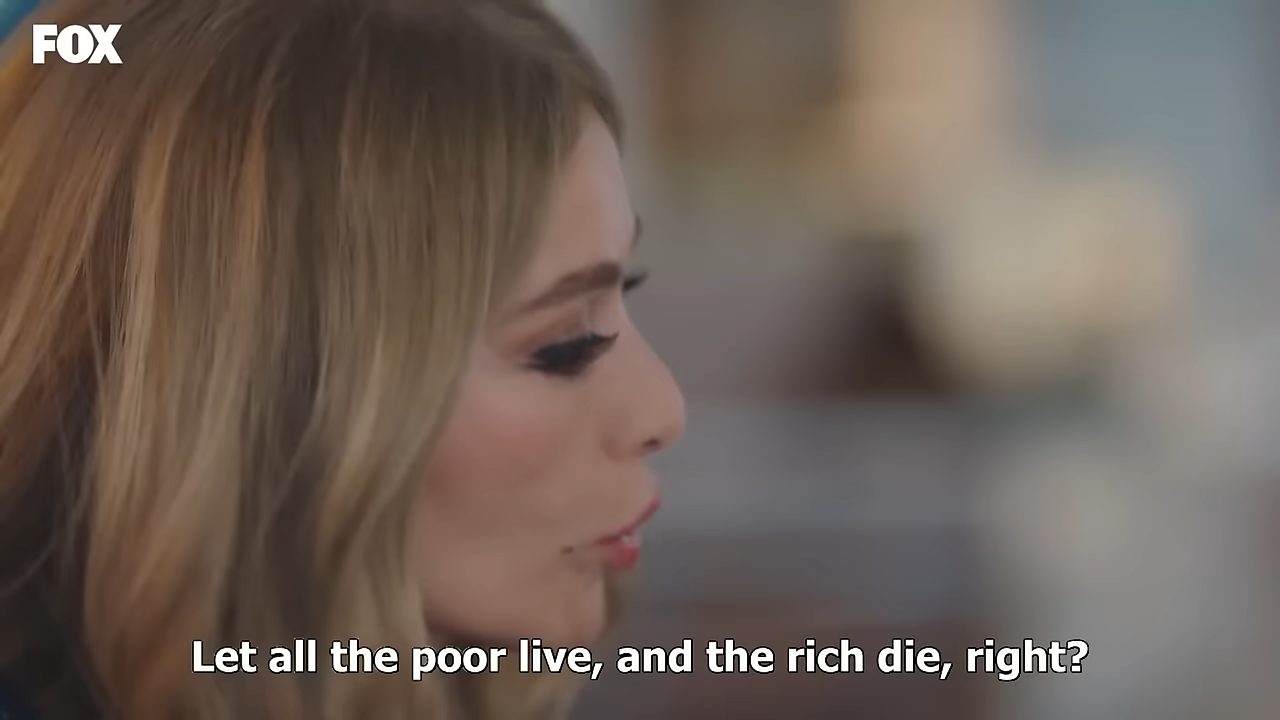 FOX
Let all the poor live, and the rich die, right?